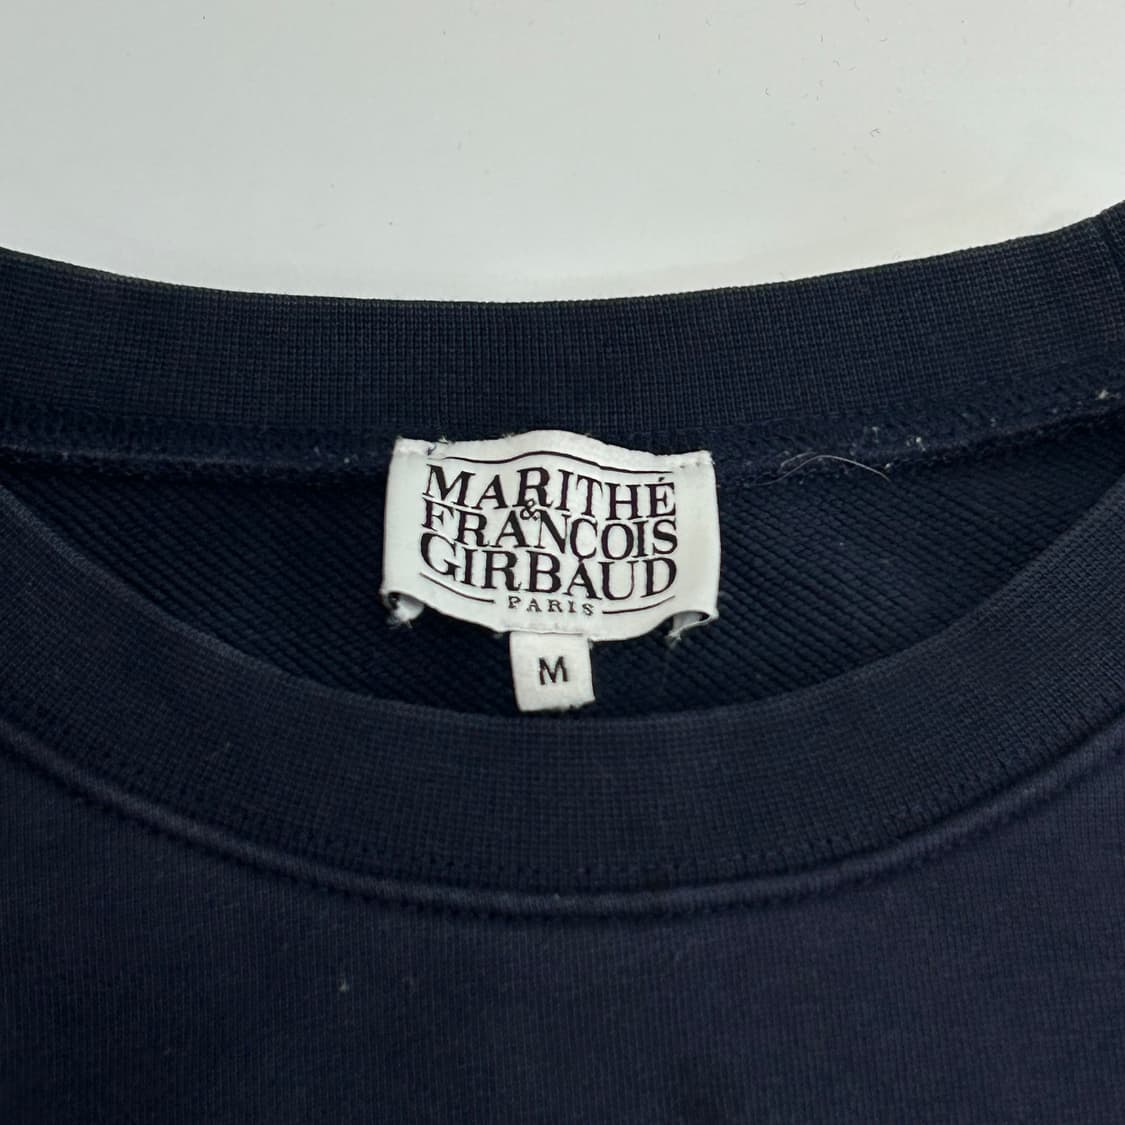 MARITHÉ
&
FRANÇOIS
GIRBAUD
PARIS
M